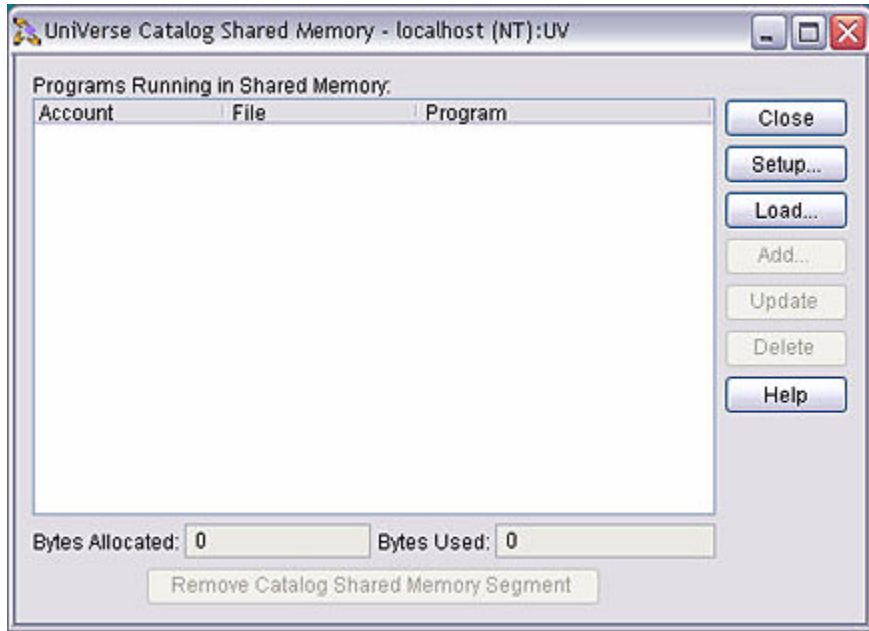 UniVerse Catalog Shared Memory - localhost (NT):UV
Programs Running in Shared Memory:
Account File Program
Close
Setup...
Load...
Add...
Update
Delete
Help
Bytes Allocated: 0 Bytes Used: 0
Remove Catalog Shared Memory Segment